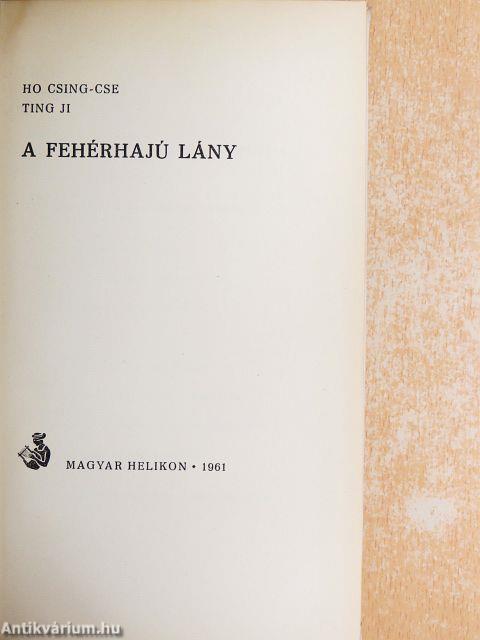 HO CSING-CSE
TING JI
A FEHÉRHAJÚ LÁNY
MAGYAR HELIKON • 1961
Antikvárium.hu